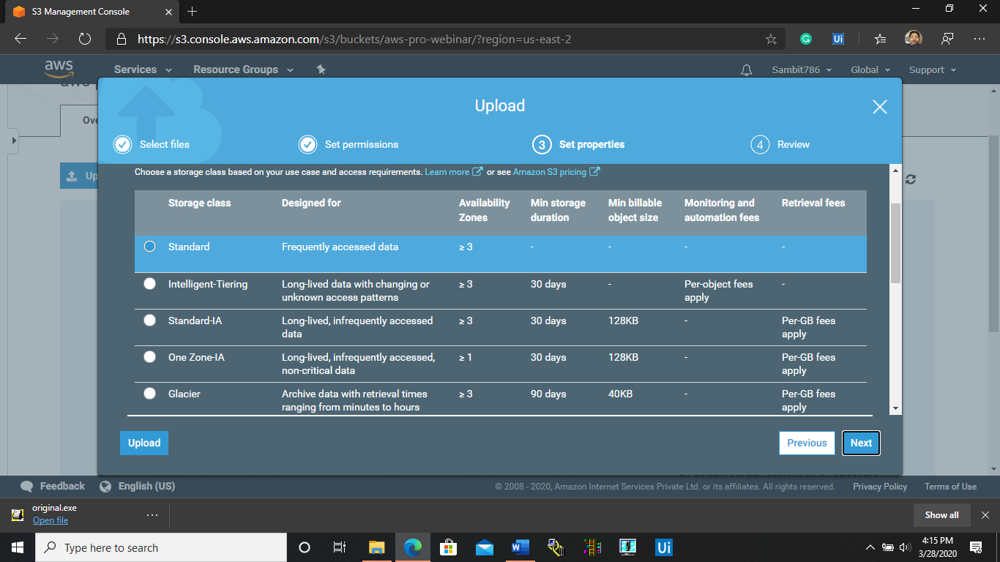 S3 Management Console
https://s3.console.aws.amazon.com/s3/buckets/aws-pro-webinar/?region=us-east-2
Ui
aws
Services
Resource Groups
Sambit786
Global
Support
Upload
Select files
Set permissions
3 Set properties
4 Review
Choose a storage class based on your use case and access requirements. Learn more or see Amazon S3 pricing
Storage class
Designed for
Availability Zones
Min storage duration
Min billable object size
Monitoring and automation fees
Retrieval fees
Standard
Frequently accessed data
≥ 3
-
-
-
-
Intelligent-Tiering
Long-lived data with changing or
unknown access patterns
≥ 3
30 days
-
Per-object fees
apply
-
Standard-IA
Long-lived, infrequently accessed
data
≥ 3
30 days
128KB
-
Per-GB fees
apply
One Zone-IA
Long-lived, infrequently accessed,
non-critical data
≥ 1
30 days
128KB
-
Per-GB fees
apply
Glacier
Archive data with retrieval times
ranging from minutes to hours
≥ 3
90 days
40KB
-
Per-GB fees
apply
Upload
Previous
Next
Feedback
English (US)
© 2008 - 2020, Amazon Internet Services Private Ltd. or its affiliates. All rights reserved.
Privacy Policy
Terms of Use
original.exe
Open file
Show all
Type here to search
Ui
4:15 PM
3/28/2020